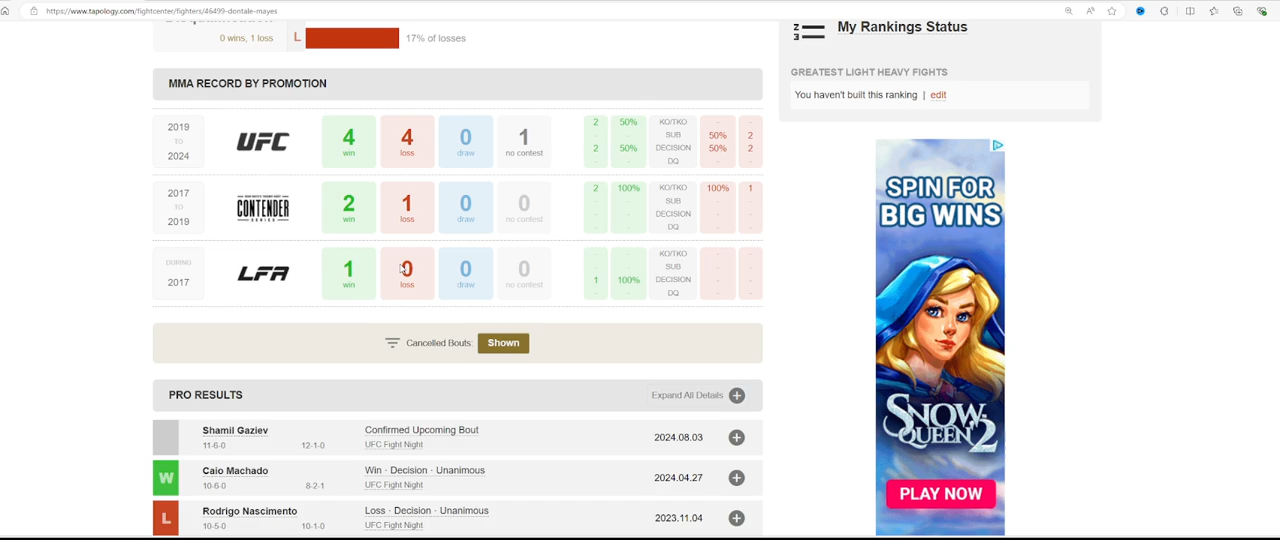 https://www.tapology.com/fightcenter/fighters/46499-dontale-mayes
0 wins, 1 loss L 17% of losses
MMA RECORD BY PROMOTION
2019 TO 2024 UFC 4 win 4 loss 0 draw 1 no contest
2 50% KO/TKO - -
- - SUB 50% 2
2 50% DECISION 50% 2
- - DQ - -
2017 TO 2019 CONTENDER SERIES 2 win 1 loss 0 draw 0 no contest
2 100% KO/TKO 100% 1
- - SUB - -
- - DECISION - -
- - DQ - -
DURING 2017 LFA 1 win 0 loss 0 draw 0 no contest
- - KO/TKO - -
- - SUB - -
1 100% DECISION - -
- - DQ - -
Cancelled Bouts: Shown
PRO RESULTS Expand All Details
Shamil Gaziev Confirmed Upcoming Bout 2024.08.03
11-6-0 12-1-0 UFC Fight Night
W Caio Machado Win · Decision · Unanimous 2024.04.27
10-6-0 8-2-1 UFC Fight Night
L Rodrigo Nascimento Loss · Decision · Unanimous 2023.11.04
10-5-0 10-1-0 UFC Fight Night
My Rankings Status
GREATEST LIGHT HEAVY FIGHTS
You haven't built this ranking | edit
SPIN FOR
BIG WINS
SNOW
QUEEN 2
PLAY NOW